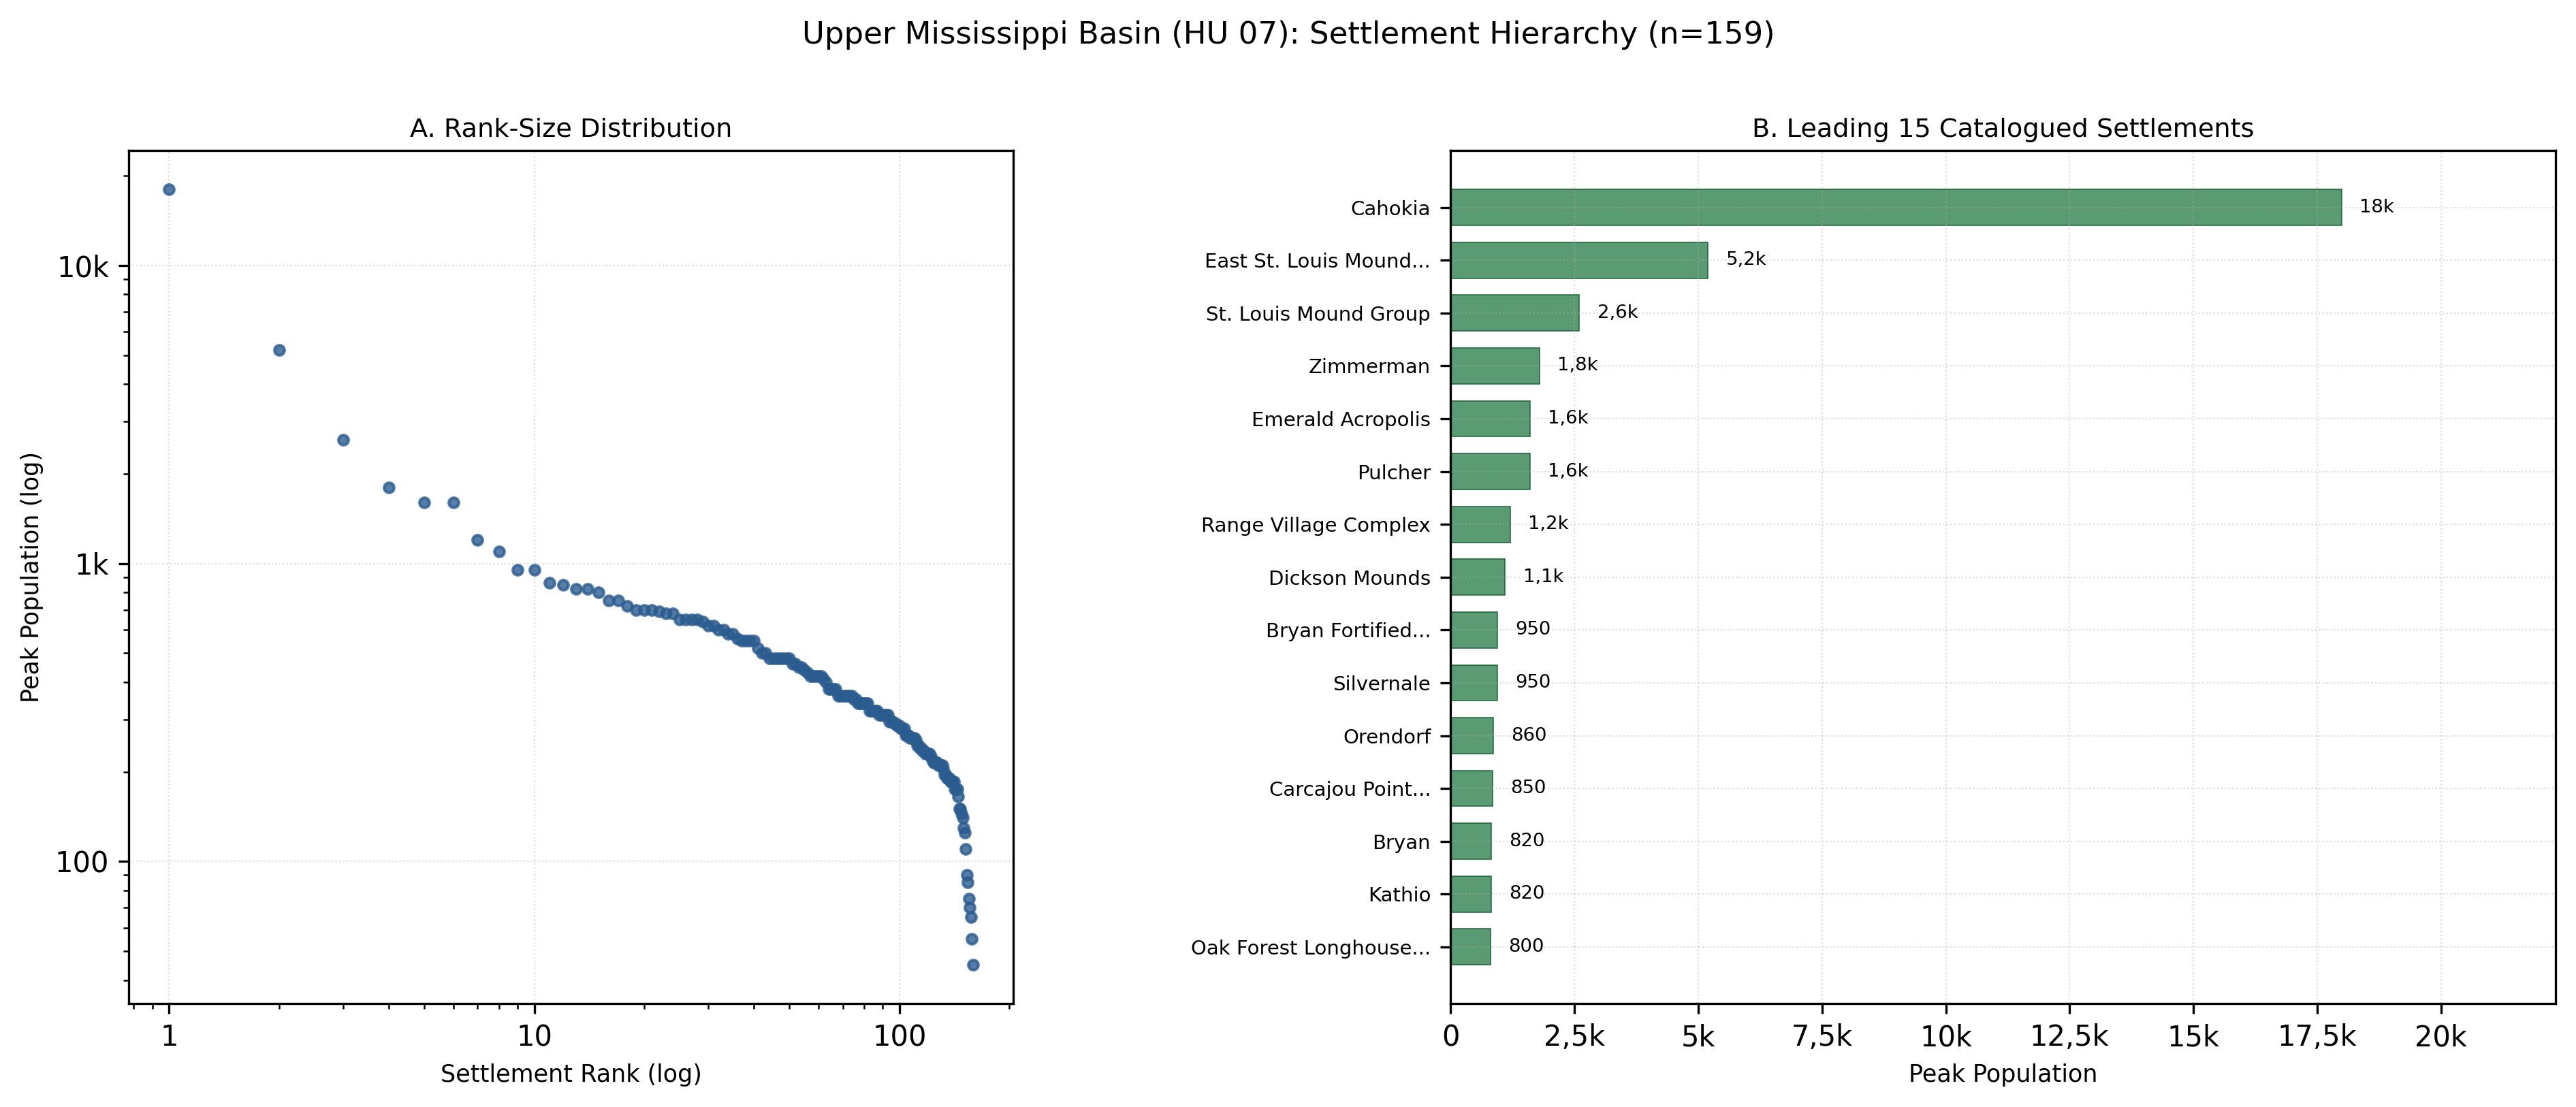 Upper Mississippi Basin (HU 07): Settlement Hierarchy (n=159)
A. Rank-Size Distribution
Peak Population (log)
10k
1k
100
1
10
100
Settlement Rank (log)
B. Leading 15 Catalogued Settlements
Cahokia 18k
East St. Louis Mound... 5,2k
St. Louis Mound Group 2,6k
Zimmerman 1,8k
Emerald Acropolis 1,6k
Pulcher 1,6k
Range Village Complex 1,2k
Dickson Mounds 1,1k
Bryan Fortified... 950
Silvernale 950
Orendorf 860
Carcajou Point... 850
Bryan 820
Kathio 820
Oak Forest Longhouse... 800
0 2,5k 5k 7,5k 10k 12,5k 15k 17,5k 20k
Peak Population